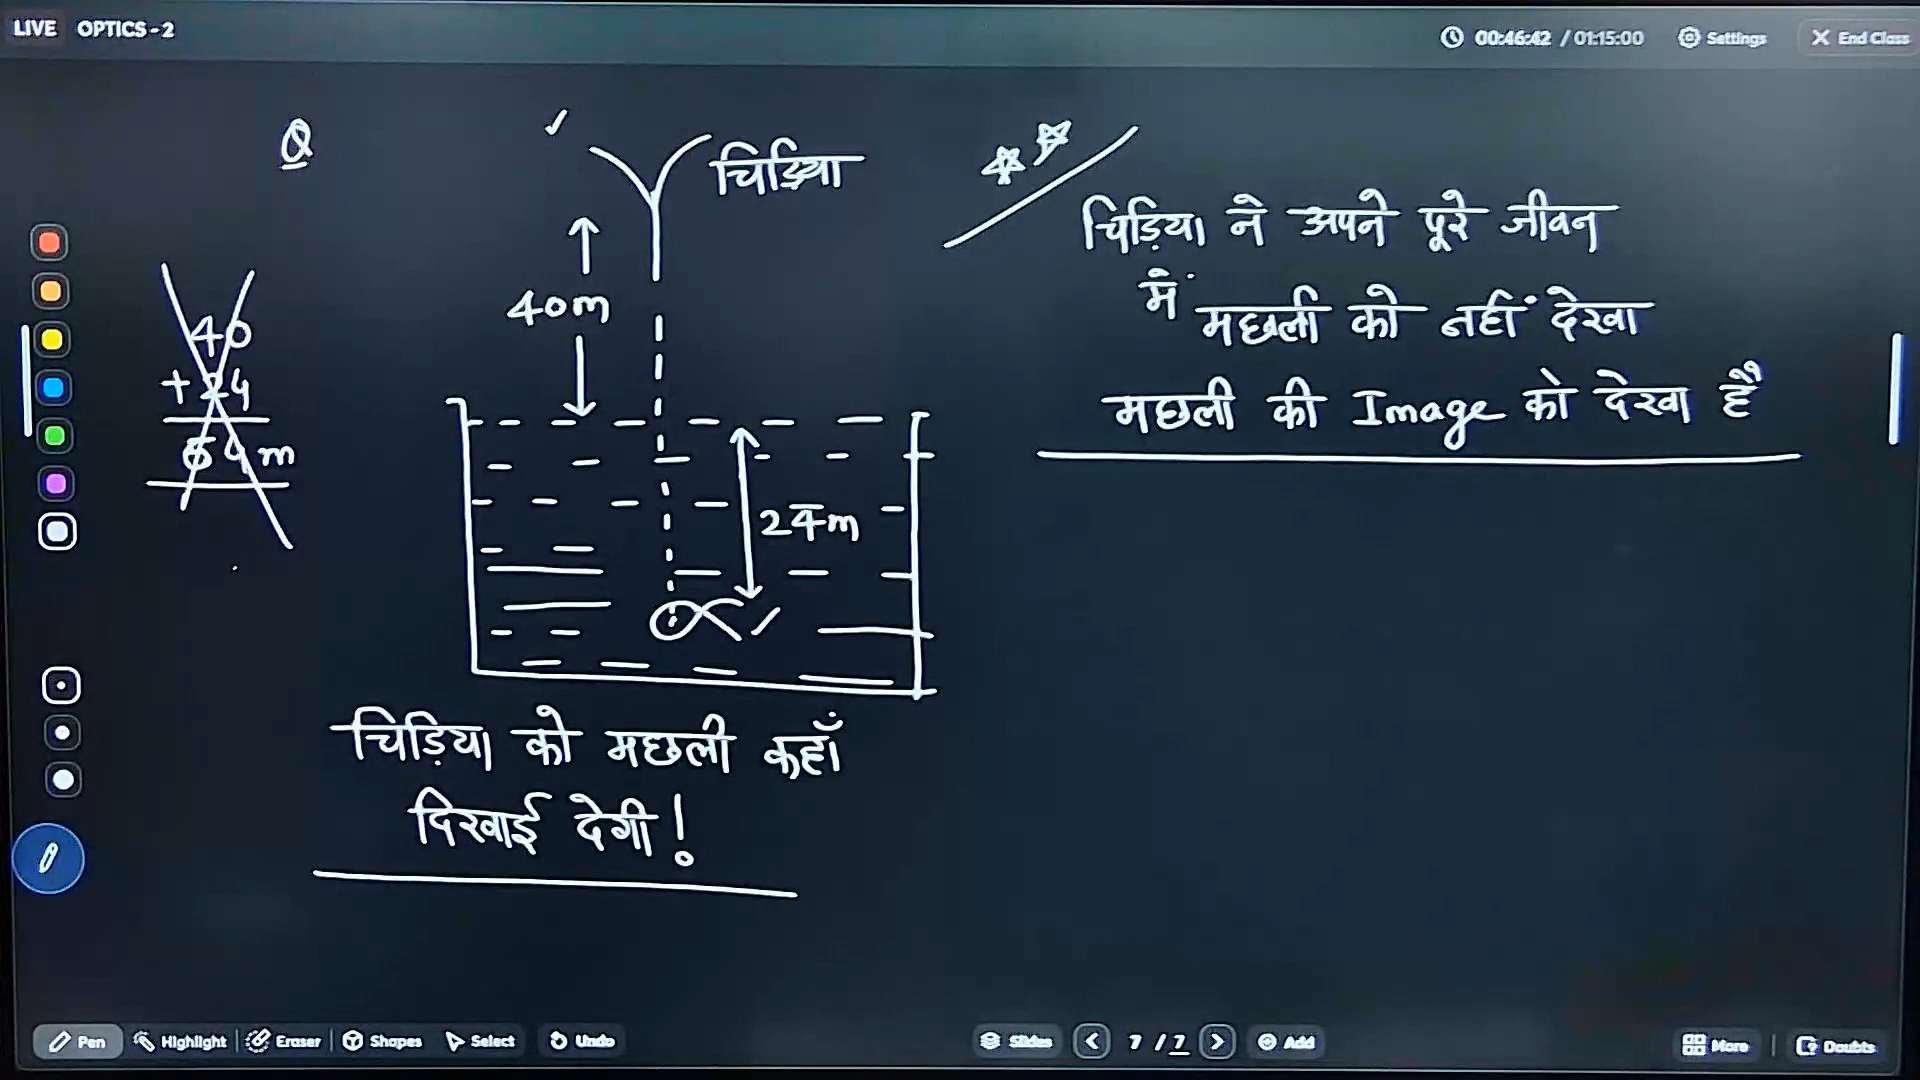 LIVE OPTICS - 2
00:46:42 / 01:15:00 Settings End Class
Q
चिड़िया
40m
40
+24
64m
24m
चिड़िया को मछली कहाँ
दिखाई देगी!
चिड़िया ने अपने पूरे जीवन
में मछली को नहीं देखा
मछली की Image को देखा है
Pen Highlight Eraser Shapes Select Undo
Slides 7 / 7 Add
More Doubts